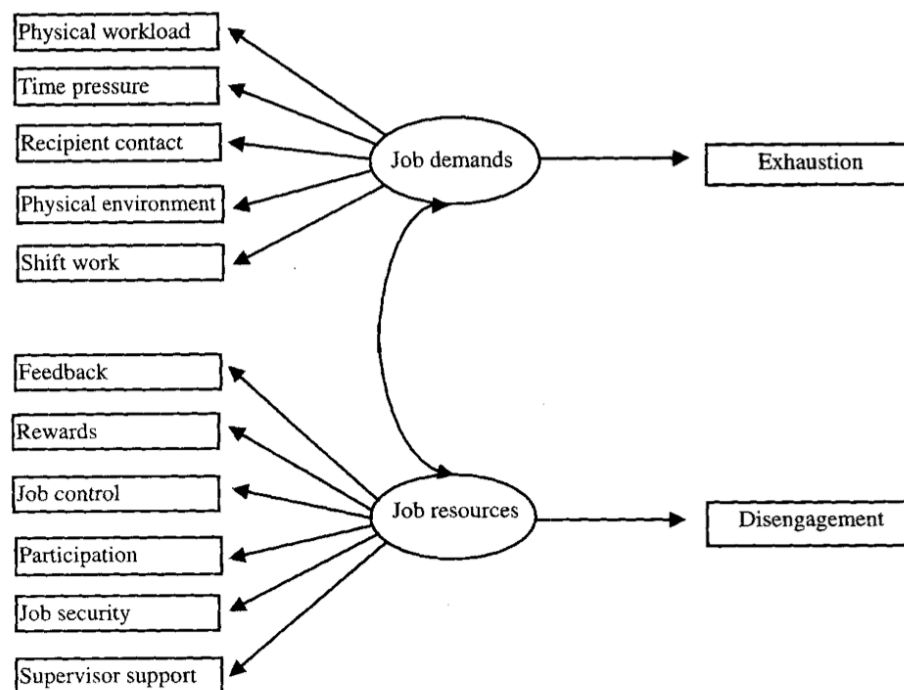 Physical workload
Time pressure
Recipient contact
Physical environment
Shift work
Job demands
Exhaustion
Feedback
Rewards
Job control
Participation
Job security
Supervisor support
Job resources
Disengagement